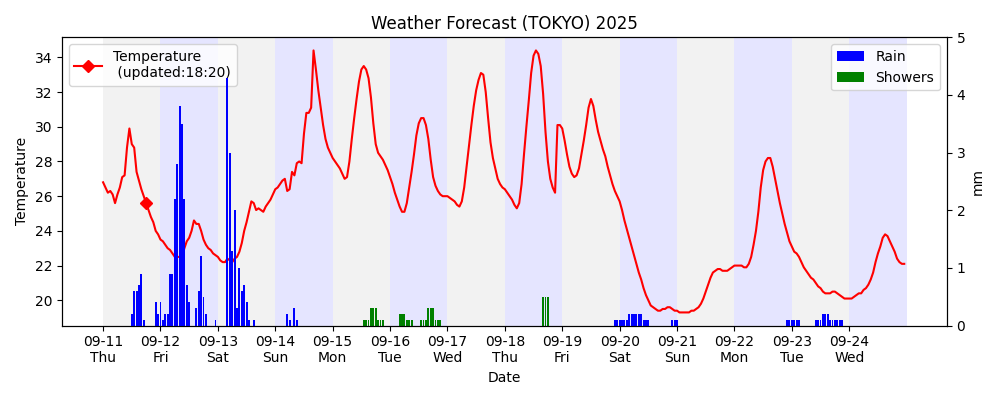 Weather Forecast (TOKYO) 2025
Temperature
(updated:18:20)
Rain
Showers
Temperature
34
32
30
28
26
24
22
20
5
4
3
2
1
0
mm
09-11 09-12 09-13 09-14 09-15 09-16 09-17 09-18 09-19 09-20 09-21 09-22 09-23 09-24
Thu Fri Sat Sun Mon Tue Wed Thu Fri Sat Sun Mon Tue Wed
Date